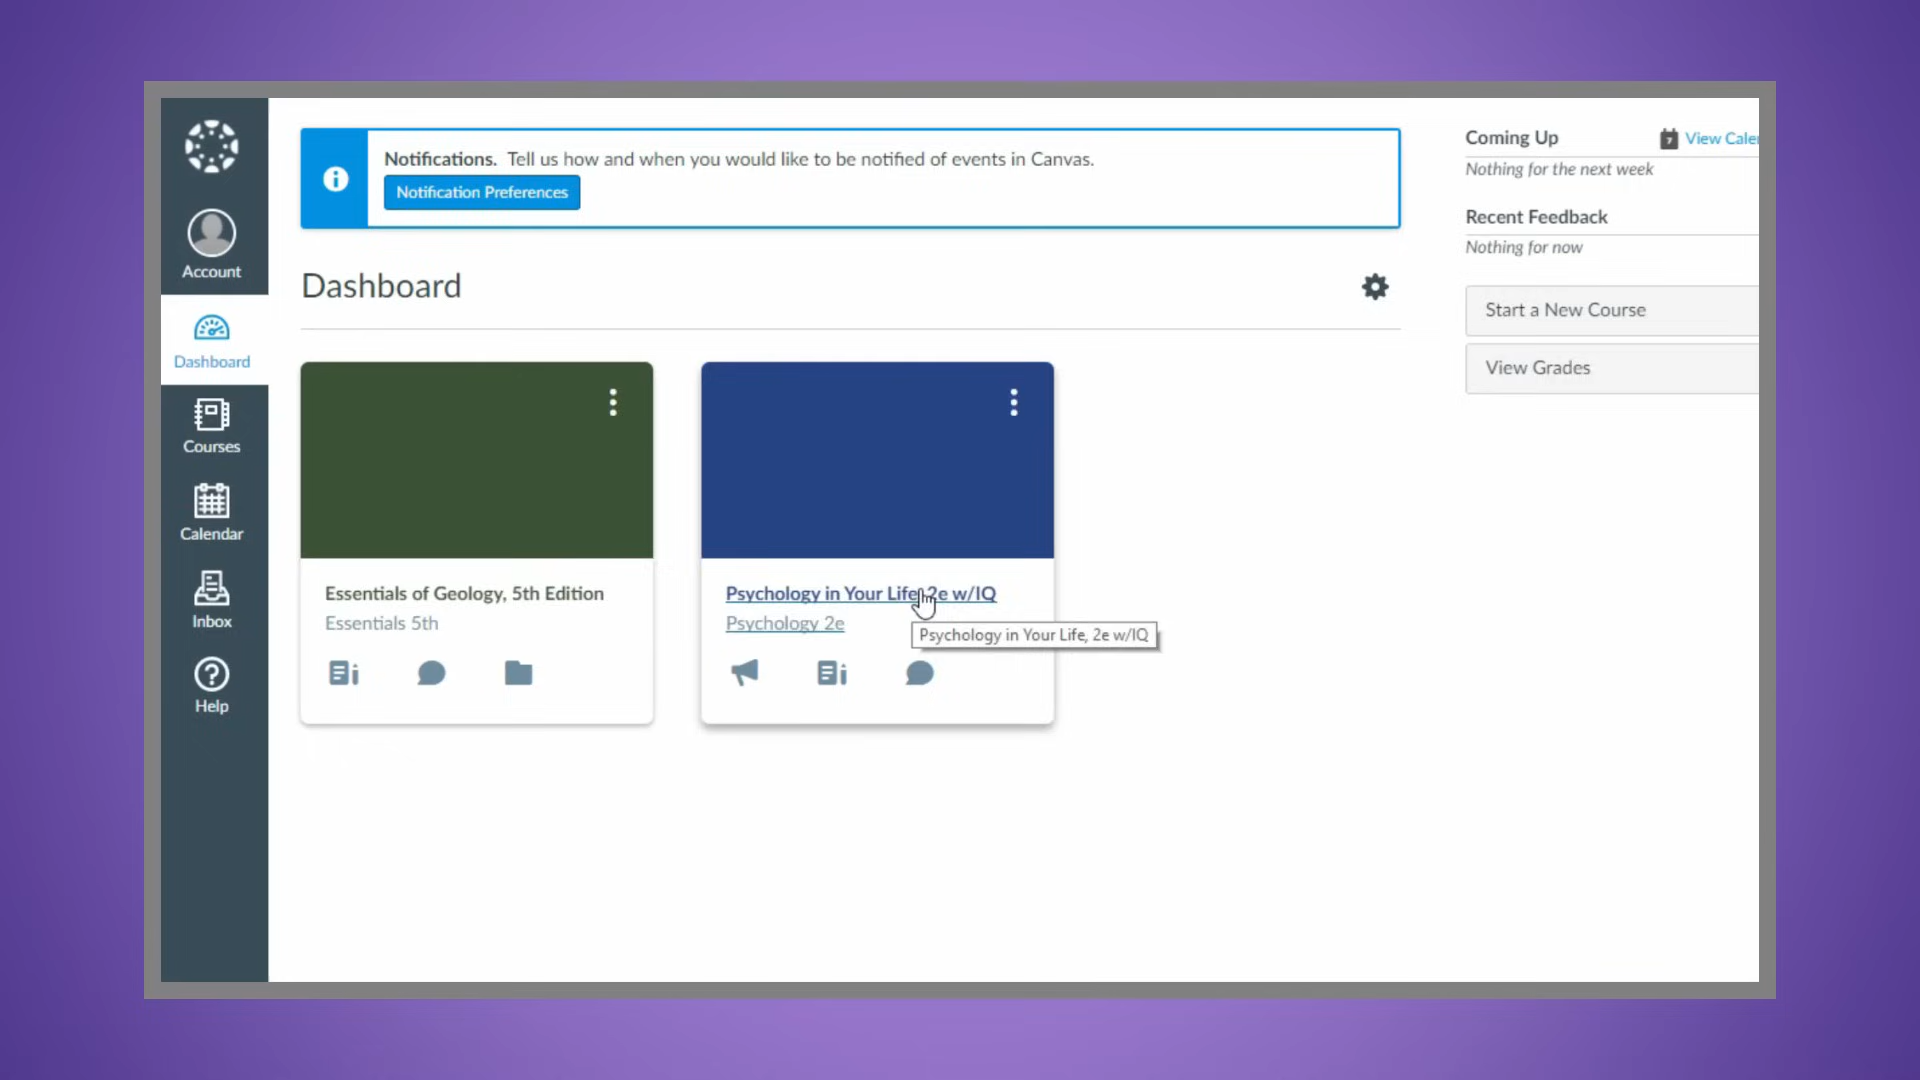 Account
Dashboard
Courses
Calendar
Inbox
Help
Notifications. Tell us how and when you would like to be notified of events in Canvas.
Notification Preferences
Dashboard
Essentials of Geology, 5th Edition
Essentials 5th
Psychology in Your Life, 2e w/IQ
Psychology 2e
Psychology in Your Life, 2e w/IQ
Coming Up
View
Nothing for the next week
Recent Feedback
Nothing for now
Start a New Course
View Grades